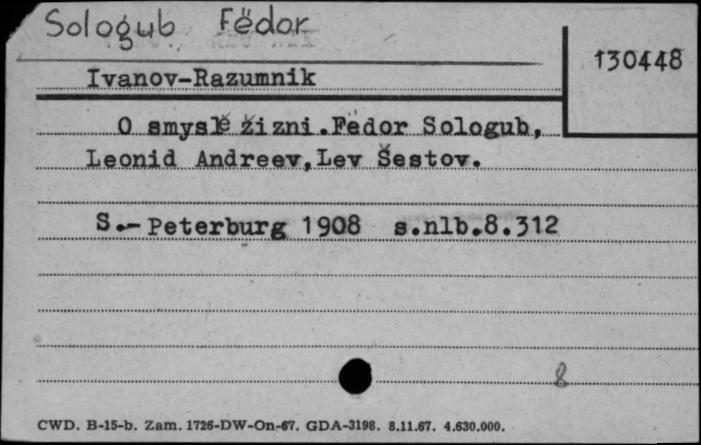 Sologub Fëdor
130448
Ivanov-Razumnik
O smyslě žizni.Fedor Sologub,
Leonid Andreev,Lev Šestov.
S.-Peterburg 1908 s.nlb.8.312
8
CWD. B-15-b. Zam. 1726-DW-On-67. GDA-3198. 8.11.67. 4.630.000.